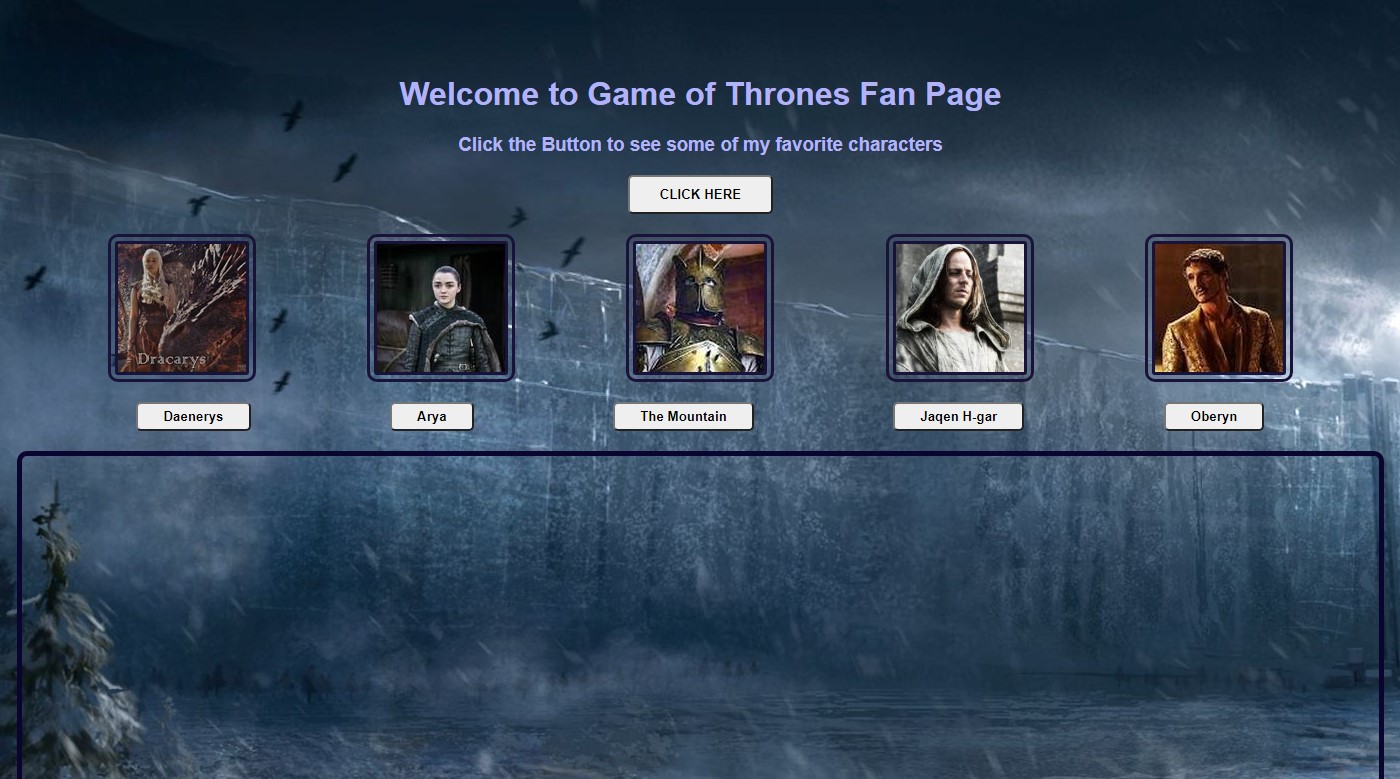 Welcome to Game of Thrones Fan Page
Click the Button to see some of my favorite characters
CLICK HERE
Dracarys
Daenerys
Arya
The Mountain
Jaqen H-gar
Oberyn